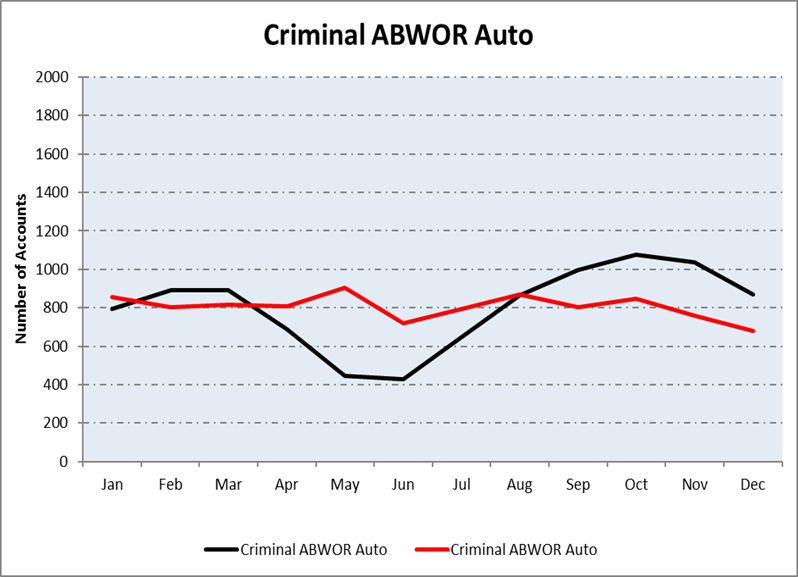 Criminal ABWOR Auto
Number of Accounts
2000
1800
1600
1400
1200
1000
800
600
400
200
0
Jan Feb Mar Apr May Jun Jul Aug Sep Oct Nov Dec
Criminal ABWOR Auto Criminal ABWOR Auto